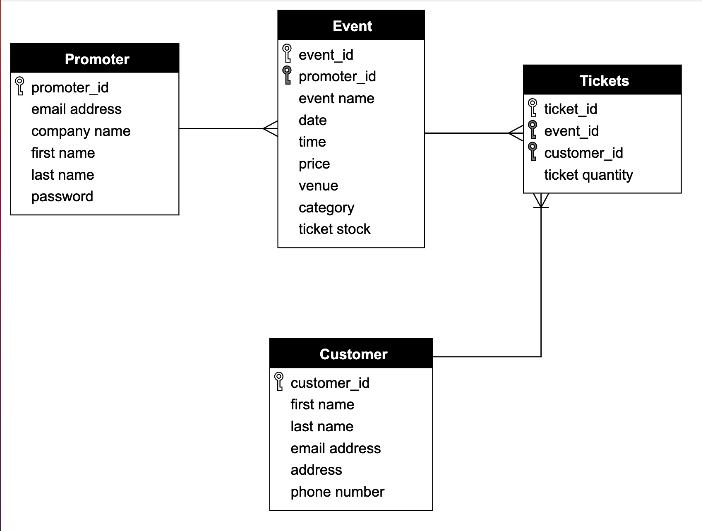 Promoter
promoter_id
email address
company name
first name
last name
password
Event
event_id
promoter_id
event name
date
time
price
venue
category
ticket stock
Tickets
ticket_id
event_id
customer_id
ticket quantity
Customer
customer_id
first name
last name
email address
address
phone number